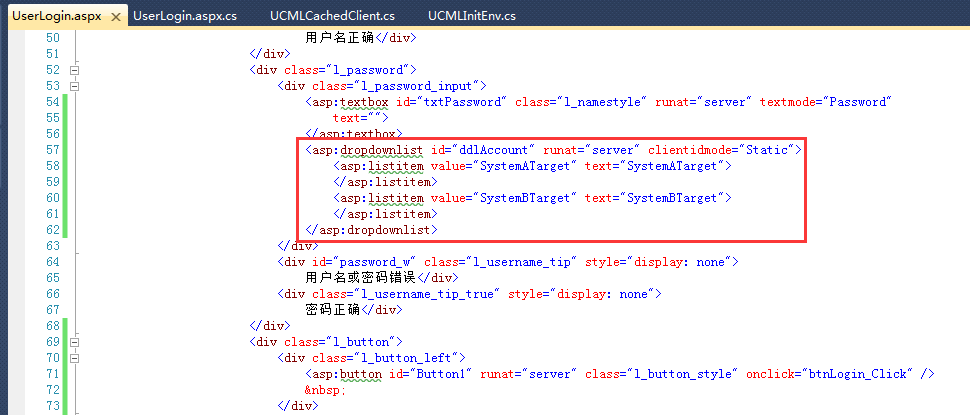 UserLogin.aspx UserLogin.aspx.cs UCMLCachedClient.cs UCMLInitEnv.cs
50 用户名正确</div>
51 </div>
52 <div class="l_password">
53 <div class="l_password_input">
54 <asp:textbox id="txtPassword" class="l_namestyle" runat="server" textmode="Password"
55 text="">
56 </asp:textbox>
57 <asp:dropdownlist id="ddlAccount" runat="server" clientidmode="Static">
58 <asp:listitem value="SystemATarget" text="SystemATarget">
59 </asp:listitem>
60 <asp:listitem value="SystemBTarget" text="SystemBTarget">
61 </asp:listitem>
62 </asp:dropdownlist>
63 </div>
64 <div id="password_w" class="l_username_tip" style="display: none">
65 用户名或密码错误</div>
66 <div class="l_username_tip_true" style="display: none">
67 密码正确</div>
68 </div>
69 <div class="l_button">
70 <div class="l_button_left">
71 <asp:button id="Button1" runat="server" class="l_button_style" onclick="btnLogin_Click" />
72 &nbsp;
73 </div>